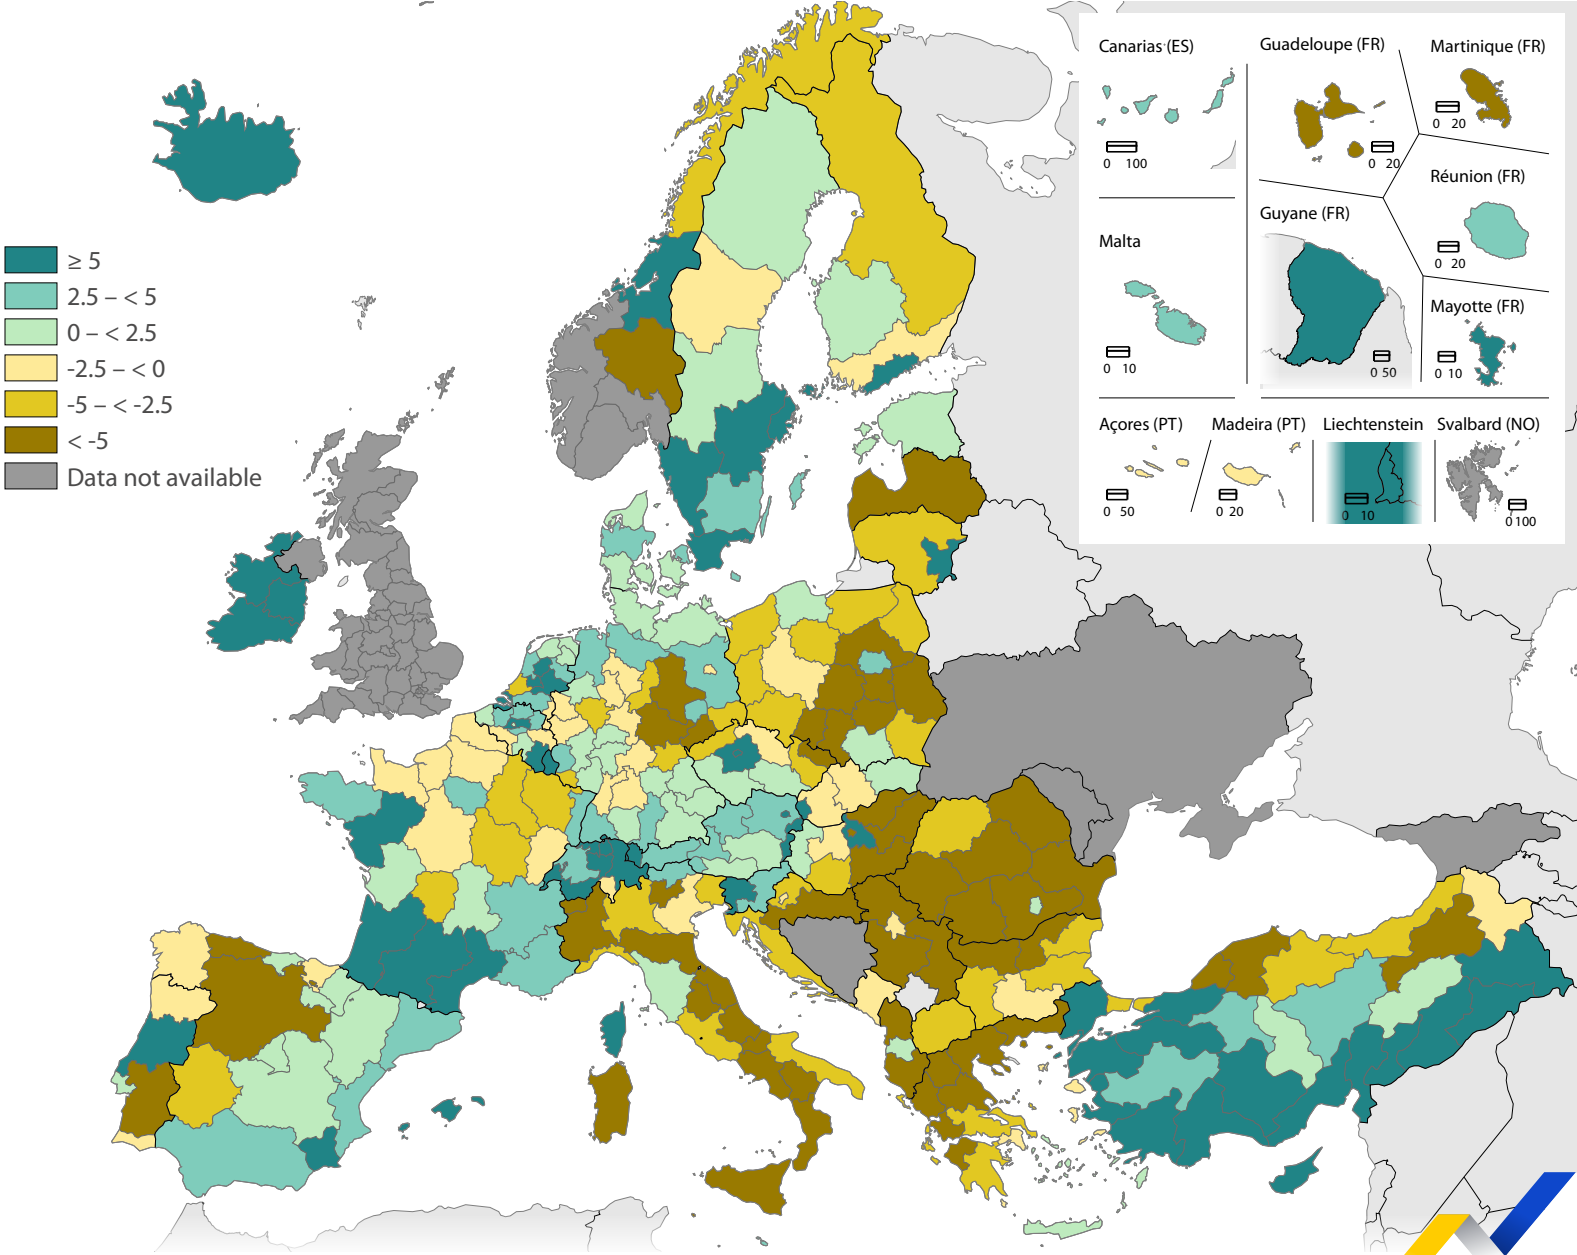 ≥ 5
2.5 – < 5
0 – < 2.5
-2.5 – < 0
-5 – < -2.5
< -5
Data not available
Canarias (ES)
0 100
Guadeloupe (FR)
0 20
Martinique (FR)
0 20
Réunion (FR)
0 20
Guyane (FR)
0 50
Malta
0 10
Mayotte (FR)
0 10
Açores (PT)
0 50
Madeira (PT)
0 20
Liechtenstein
0 10
Svalbard (NO)
0 100